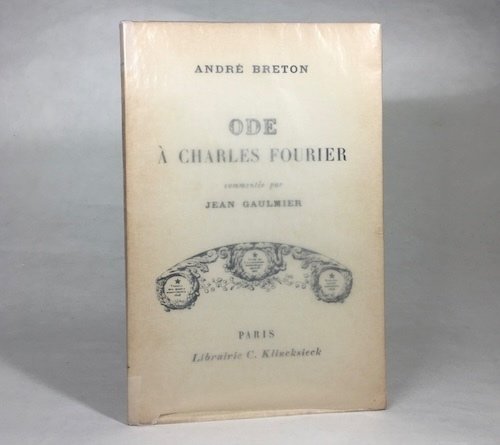 ANDRÉ BRETON
ODE
À CHARLES FOURIER
commentée par
JEAN GAULMIER
PARIS
Librairie C. Klincksieck